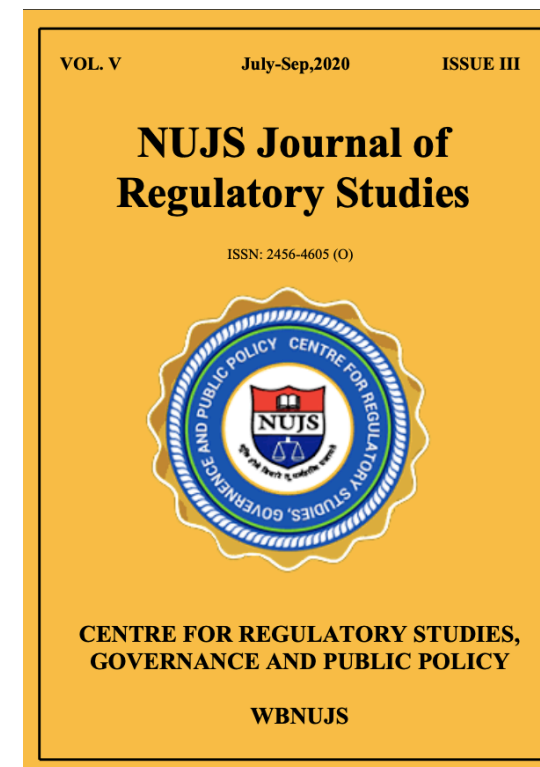 VOL. V July-Sep,2020 ISSUE III
NUJS Journal of
Regulatory Studies
ISSN: 2456-4605 (O)
CENTRE FOR REGULATORY STUDIES, GOVERNENCE AND PUBLIC POLICY
NUJS
CENTRE FOR REGULATORY STUDIES,
GOVERNANCE AND PUBLIC POLICY
WBNUJS